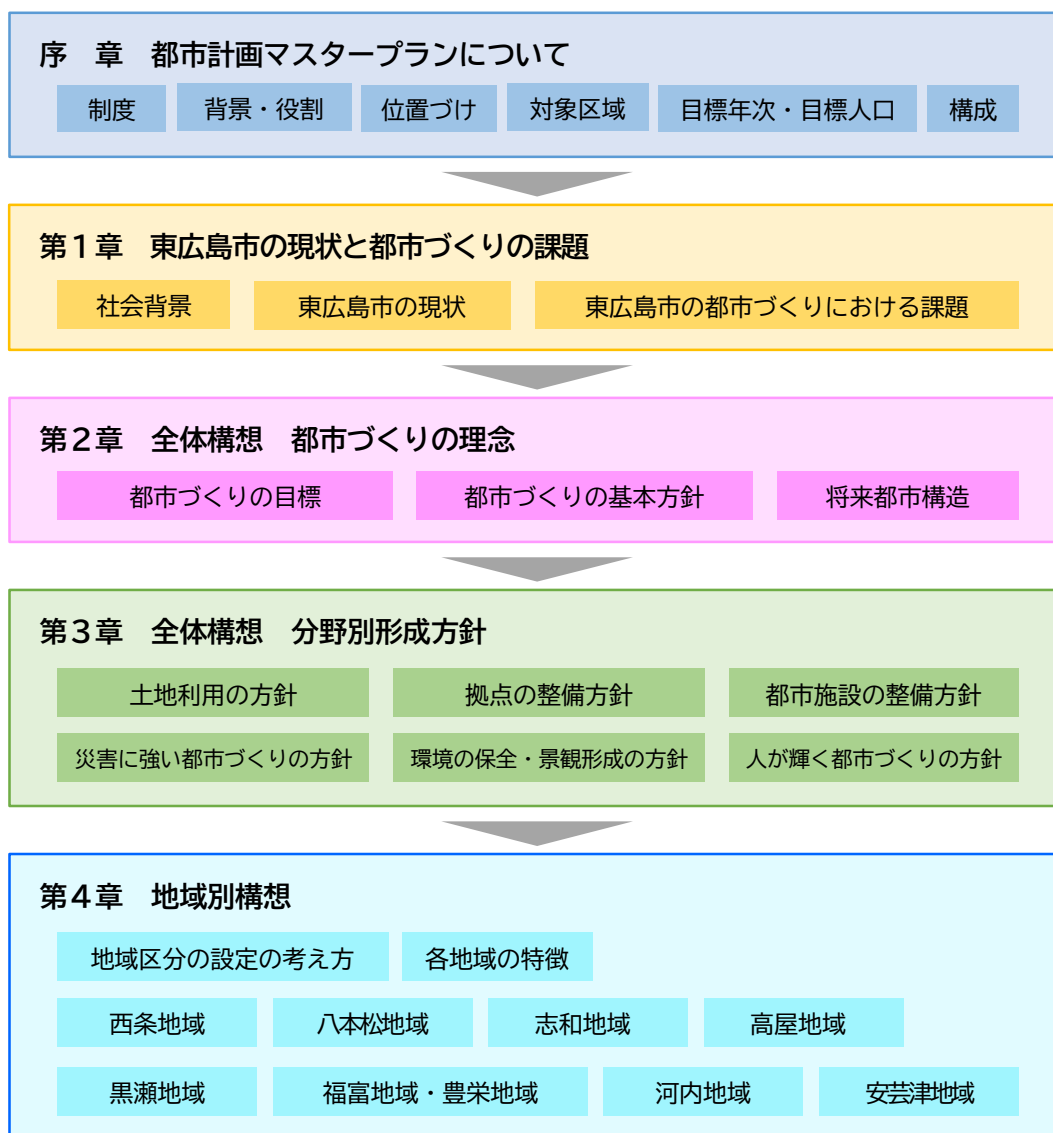 序　章　都市計画マスタープランについて
制度　背景・役割　位置づけ　対象区域　目標年次・目標人口　構成
第１章　東広島市の現状と都市づくりの課題
社会背景　東広島市の現状　東広島市の都市づくりにおける課題
第２章　全体構想　都市づくりの理念
都市づくりの目標　都市づくりの基本方針　将来都市構造
第３章　全体構想　分野別形成方針
土地利用の方針　拠点の整備方針　都市施設の整備方針
災害に強い都市づくりの方針　環境の保全・景観形成の方針　人が輝く都市づくりの方針
第４章　地域別構想
地域区分の設定の考え方　各地域の特徴
西条地域　八本松地域　志和地域　高屋地域
黒瀬地域　福富地域・豊栄地域　河内地域　安芸津地域